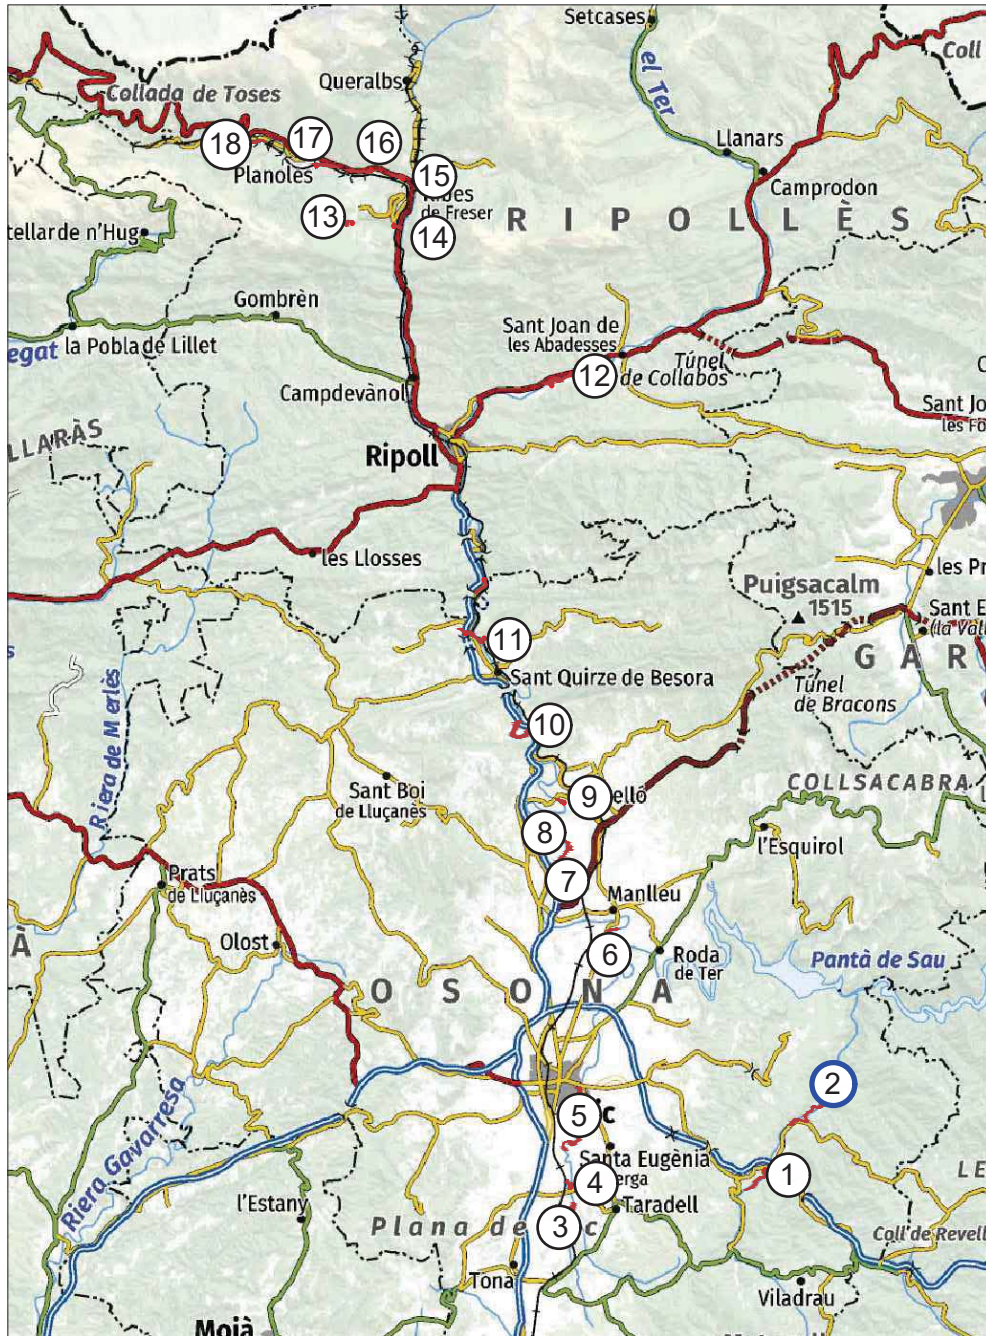 Setcases
Coll
el Ter
Queralbs
Collada de Toses
Llanars
18
17
16
15
Planoles
Camprodon
Ribes
de Freser
13
14
RIPOLLÈS
tellar de n'Hug
Gombrèn
Sant Joan de
les Abadesses
egat
la Pobla de Lillet
Túnel
de Collabós
12
Campdevànol
Sant Jo
les Fo
LLARÀS
Ripoll
les Llosses
les Pr
Puigsacalm
1515
Sant E
(la Vall
GAR
11
Sant Quirze de Besora
Túnel
de Bracons
Riera de Merlès
10
Sant Boi
de Lluçanès
COLLSACABRA
9
elló
8
l'Esquirol
7
Prats
de Lluçanès
Manlleu
À
Olost
6
Roda
de Ter
Pantà de Sau
OSONA
2
5
ic
Riera Gavarresa
Santa Eugènia
erga
1
LE
4
l'Estany
Taradell
Plana de
c
3
Coll de Revell
Tona
Viladrau
Moià